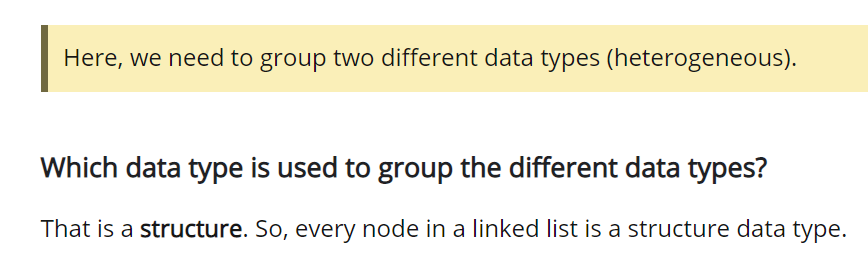 Here, we need to group two different data types (heterogeneous).
Which data type is used to group the different data types?
That is a structure. So, every node in a linked list is a structure data type.